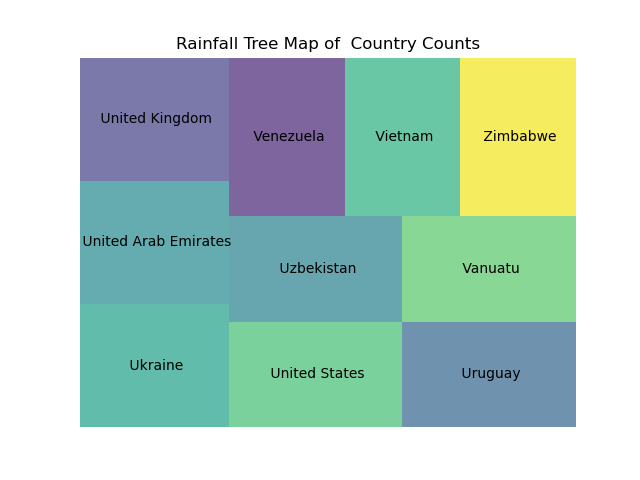 Rainfall Tree Map of  Country Counts
United Kingdom
Venezuela
Vietnam
Zimbabwe
United Arab Emirates
Uzbekistan
Vanuatu
Ukraine
United States
Uruguay